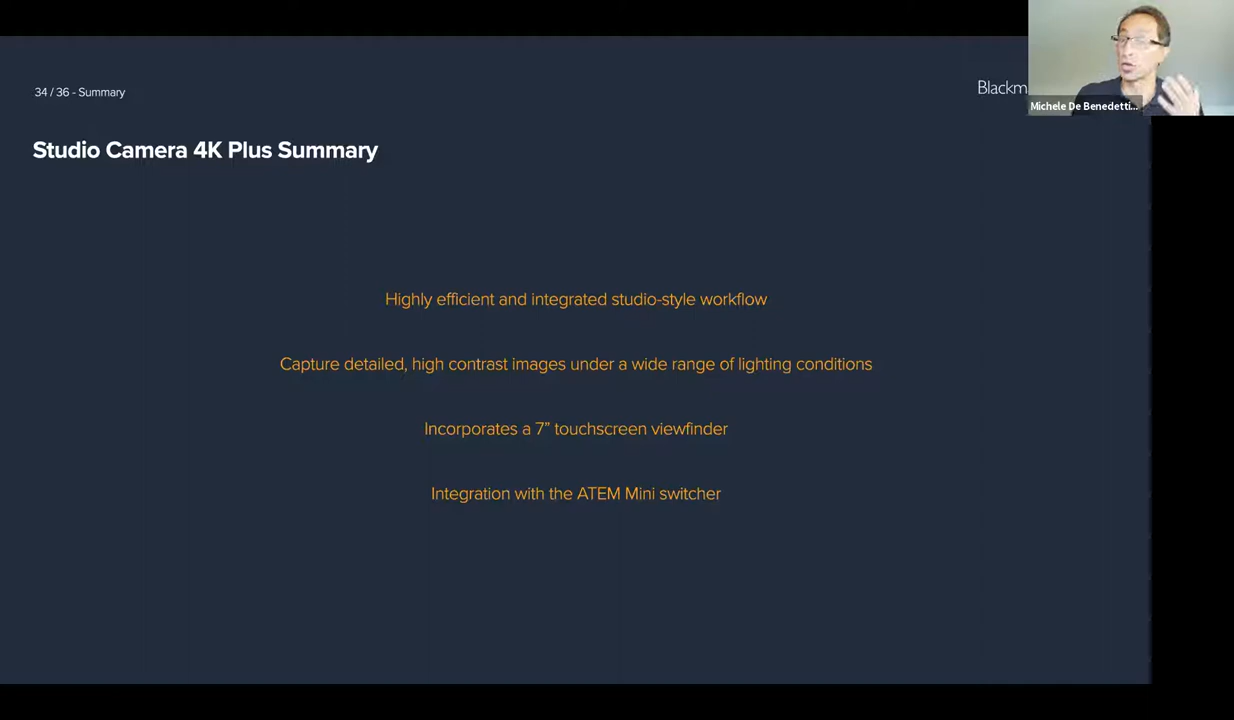 34 / 36 - Summary
Blackm
Michele De Benedetti...
Studio Camera 4K Plus Summary
Highly efficient and integrated studio-style workflow
Capture detailed, high contrast images under a wide range of lighting conditions
Incorporates a 7” touchscreen viewfinder
Integration with the ATEM Mini switcher